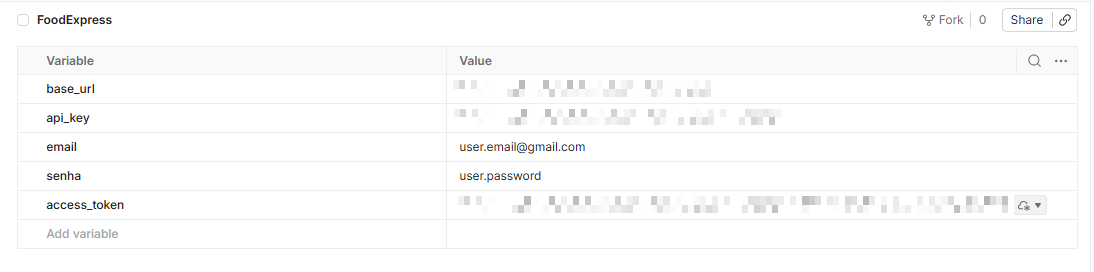 FoodExpress Fork 0 Share
Variable Value
base_url
api_key
email user.email@gmail.com
senha user.password
access_token
Add variable